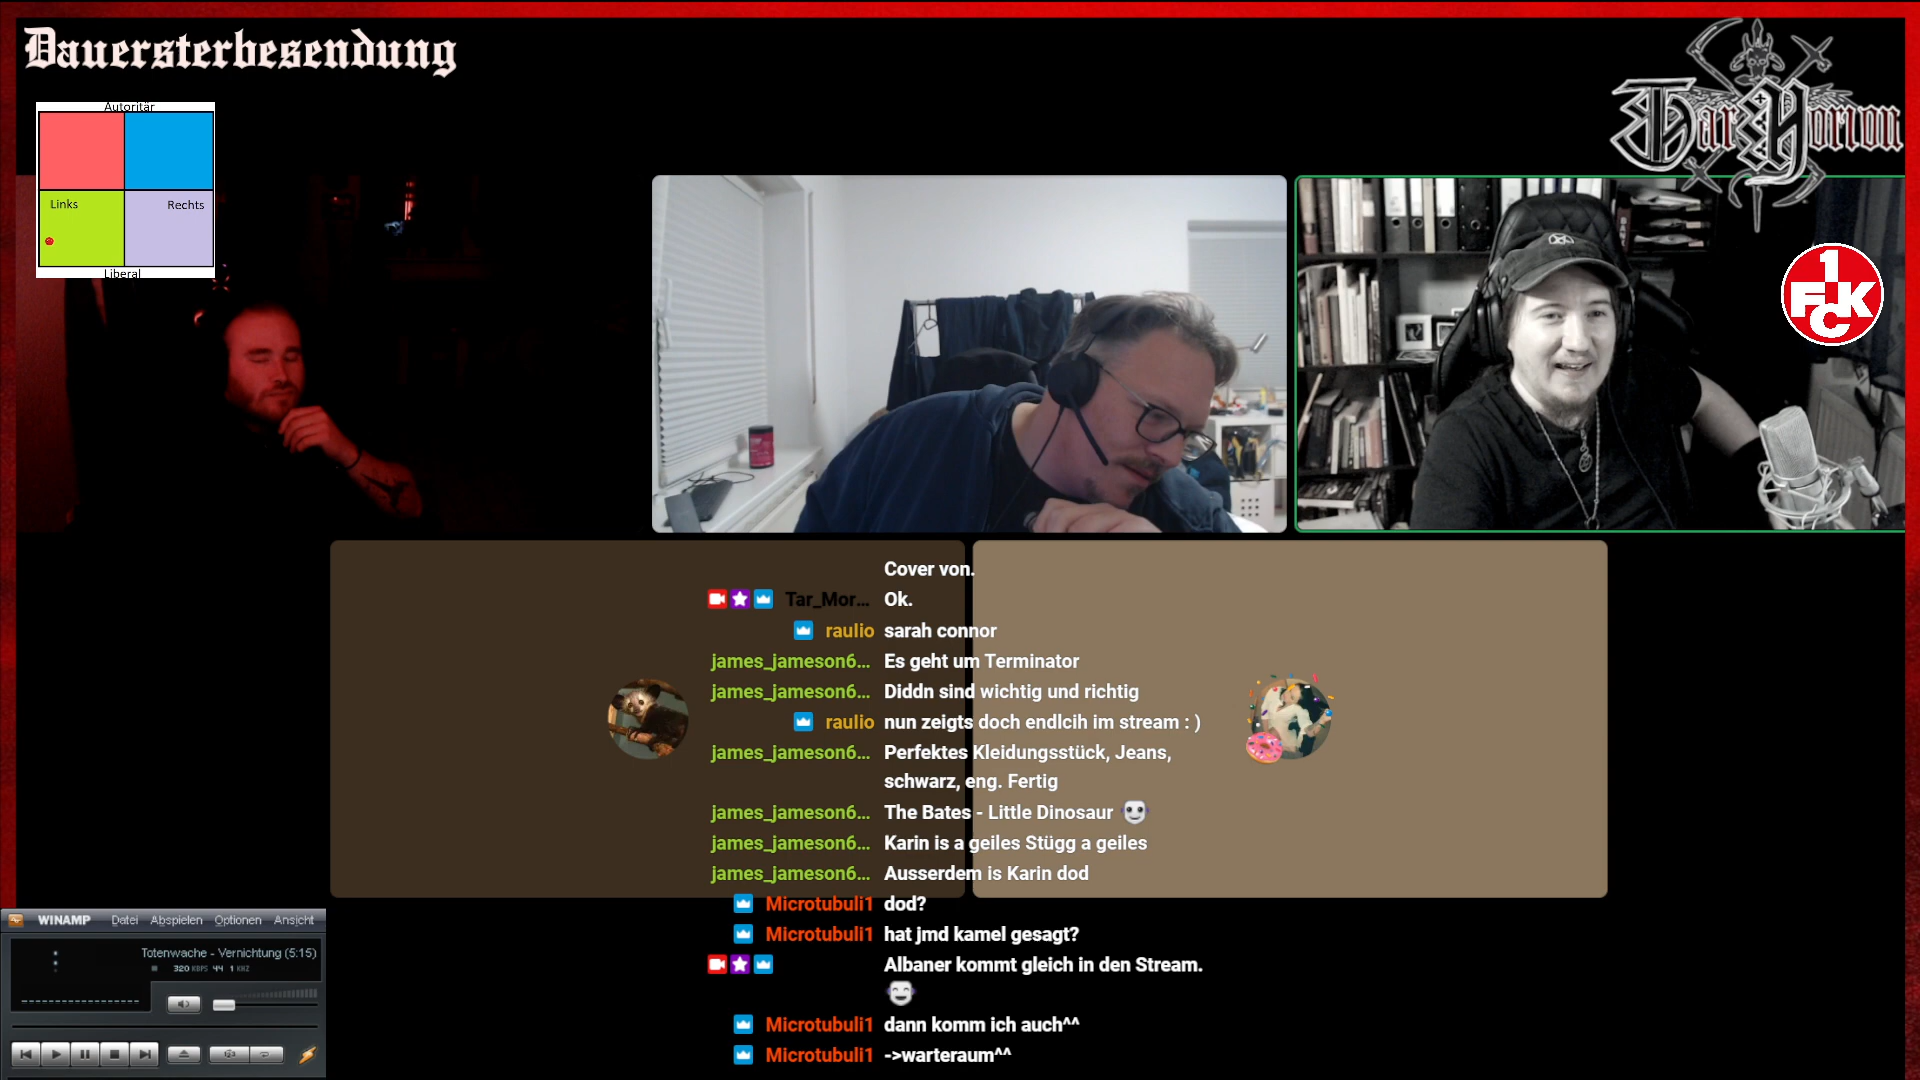 Dauersterbesendung
Tar Morion
Autoritär
Links
Rechts
Liberal
1
FCK
Cover von.
Tar_Mor... Ok.
raulio sarah connor
james_jameson6... Es geht um Terminator
james_jameson6... Diddn sind wichtig und richtig
raulio nun zeigts doch endlcih im stream : )
james_jameson6... Perfektes Kleidungsstück, Jeans,
schwarz, eng. Fertig
james_jameson6... The Bates - Little Dinosaur
james_jameson6... Karin is a geiles Stügg a geiles
james_jameson6... Ausserdem is Karin dod
Microtubuli1 dod?
Microtubuli1 hat jmd kamel gesagt?
Albaner kommt gleich in den Stream.
Microtubuli1 dann komm ich auch^^
Microtubuli1 ->warteraum^^
WINAMP Datei Abspielen Optionen Ansicht
Totenwache - Vernichtung (5:15)
320 KBPS 44 1 KHZ